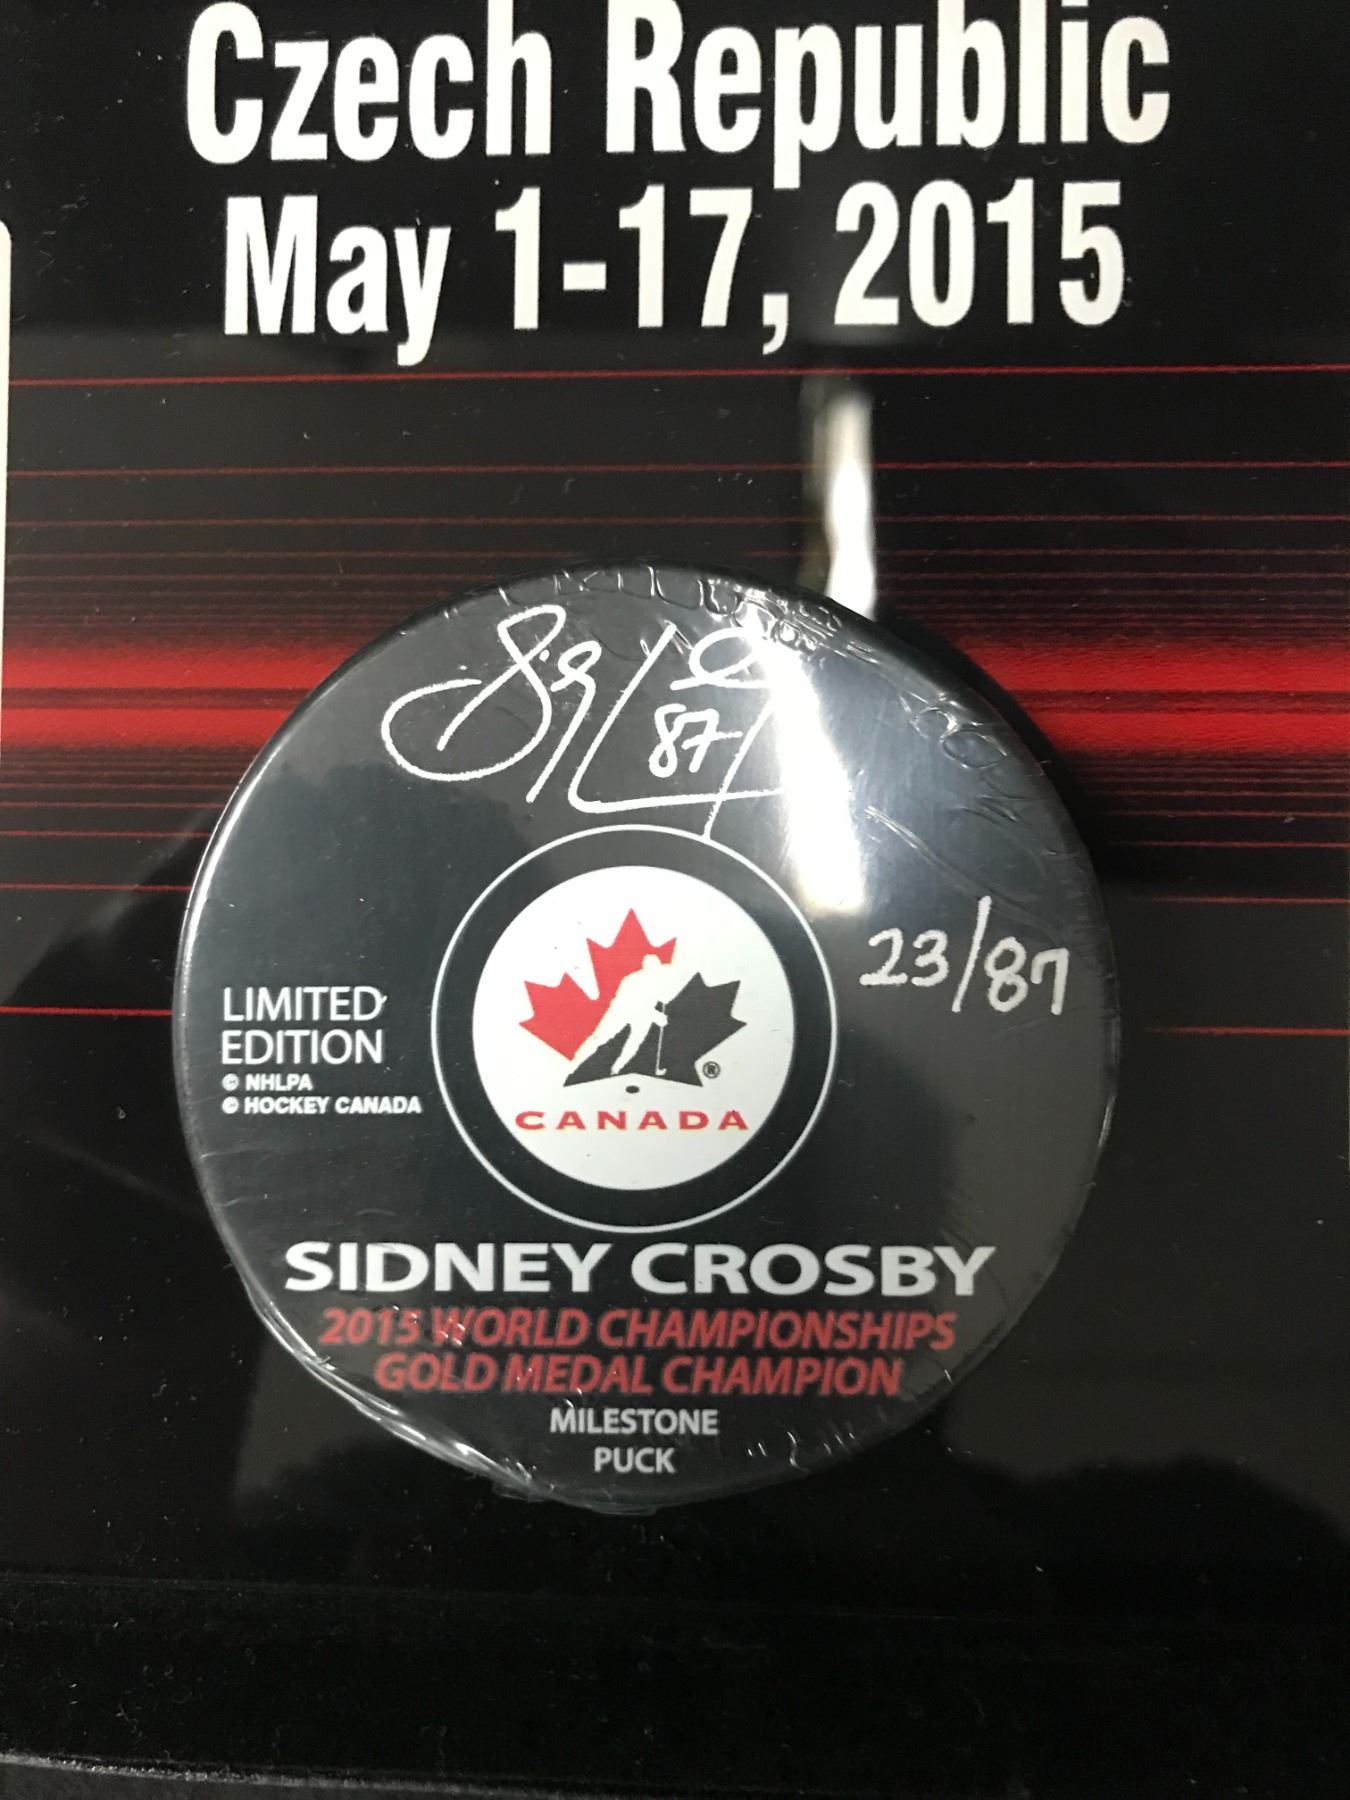 Czech Republic
May 1-17, 2015
87
23/87
LIMITED
EDITION
© NHLPA
© HOCKEY CANADA
®
CANADA
SIDNEY CROSBY
2015 WORLD CHAMPIONSHIPS
GOLD MEDAL CHAMPION
MILESTONE
PUCK